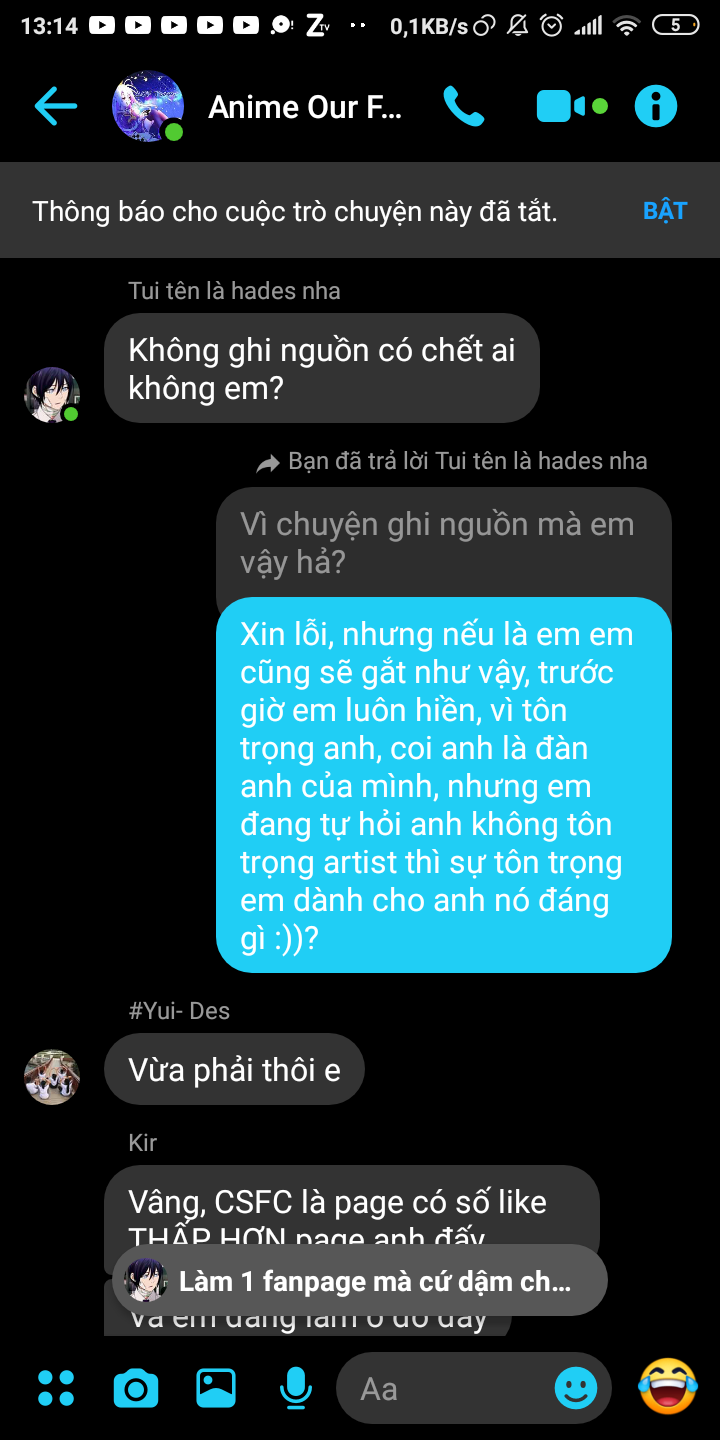 13:14
0,1KB/s
5
Anime Our F...
Thông báo cho cuộc trò chuyện này đã tắt.
BẬT
Tui tên là hades nha
Không ghi nguồn có chết ai
không em?
Bạn đã trả lời Tui tên là hades nha
Vì chuyện ghi nguồn mà em
vậy hả?
Xin lỗi, nhưng nếu là em em
cũng sẽ gắt như vậy, trước
giờ em luôn hiền, vì tôn
trọng anh, coi anh là đàn
anh của mình, nhưng em
đang tự hỏi anh không tôn
trọng artist thì sự tôn trọng
em dành cho anh nó đáng
gì :))?
#Yui- Des
Vừa phải thôi e
Kir
Vâng, CSFC là page có số like
THẤP HƠN page anh đấy
Làm 1 fanpage mà cứ dậm ch...
Và em đang làm ở đó đấy
Aa